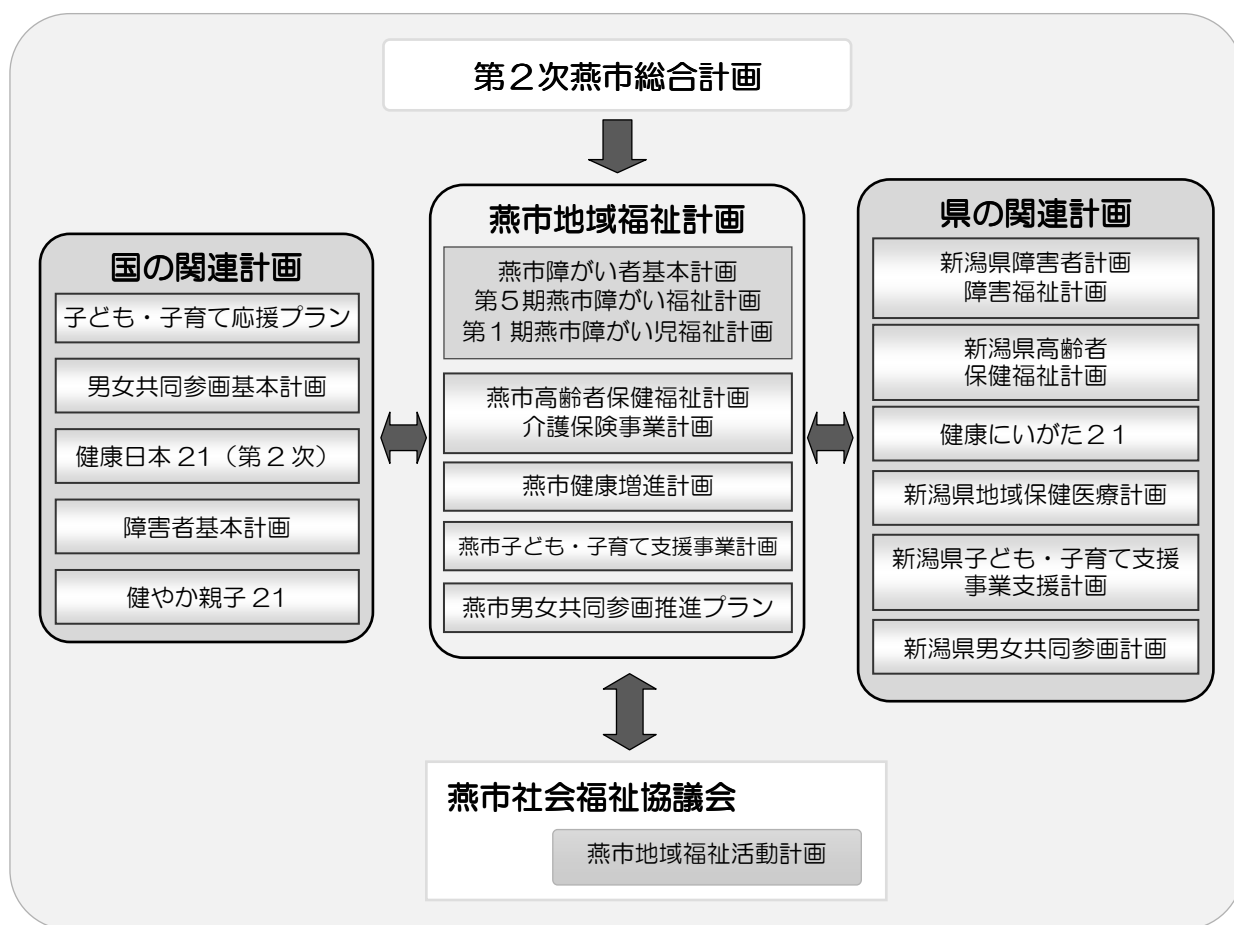 第２次燕市総合計画
国の関連計画
子ども・子育て応援プラン
男女共同参画基本計画
健康日本 21（第２次）
障害者基本計画
健やか親子 21
燕市地域福祉計画
燕市障がい者基本計画
第５期燕市障がい福祉計画
第１期燕市障がい児福祉計画
燕市高齢者保健福祉計画
介護保険事業計画
燕市健康増進計画
燕市子ども・子育て支援事業計画
燕市男女共同参画推進プラン
県の関連計画
新潟県障害者計画
障害福祉計画
新潟県高齢者
保健福祉計画
健康にいがた２１
新潟県地域保健医療計画
新潟県子ども・子育て支援
事業支援計画
新潟県男女共同参画計画
燕市社会福祉協議会
燕市地域福祉活動計画